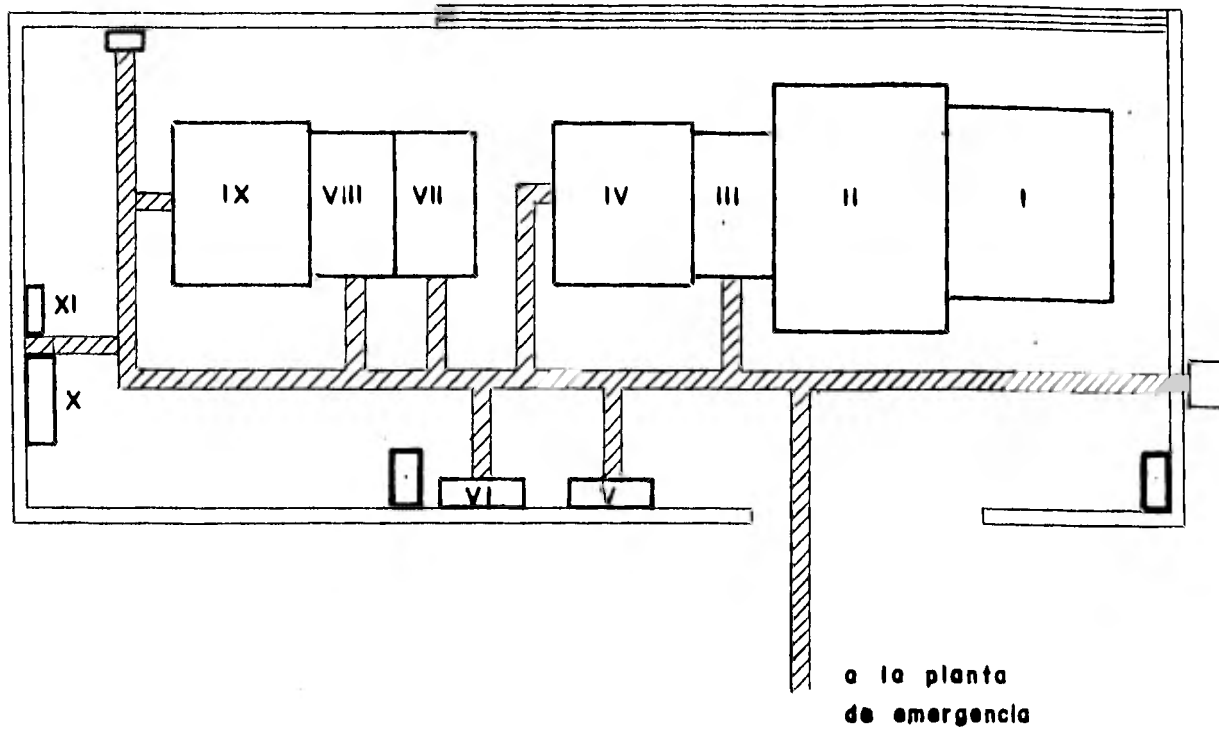 IX
VIII
VII
IV
III
II
I
XI
X
VI
V
a la planta
de emergencia